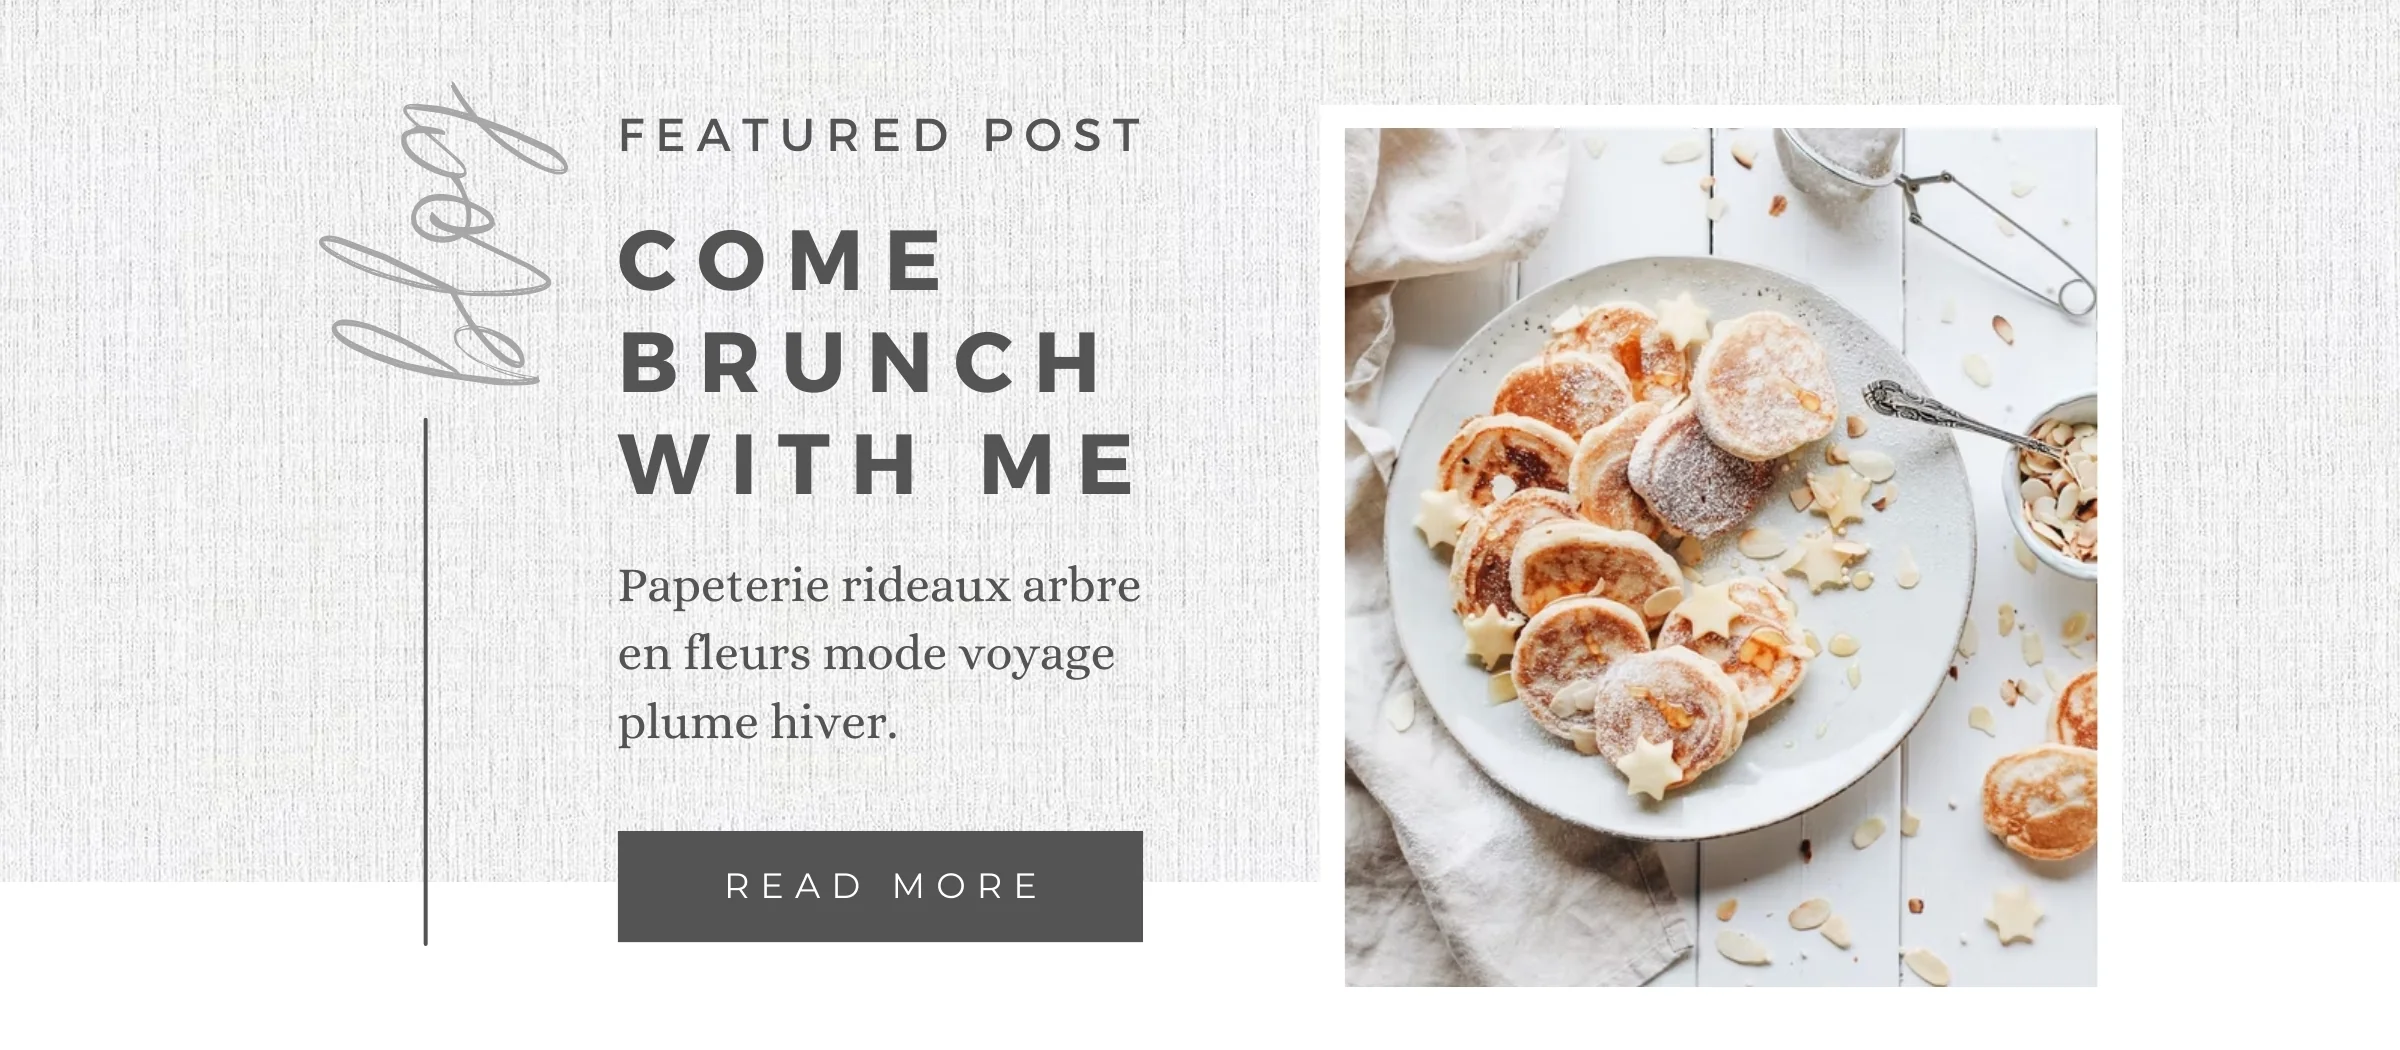 blog
FEATURED POST
COME
BRUNCH
WITH ME
Papeterie rideaux arbre
en fleurs mode voyage
plume hiver.
READ MORE